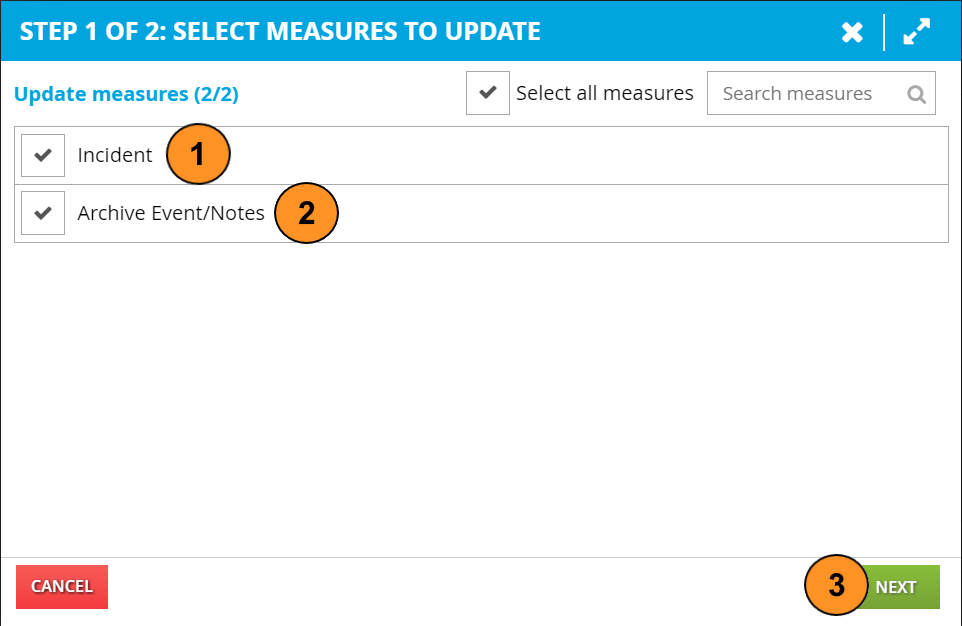 STEP 1 OF 2: SELECT MEASURES TO UPDATE
Update measures (2/2)
Select all measures
Search measures
Incident 1
Archive Event/Notes 2
CANCEL
3 NEXT